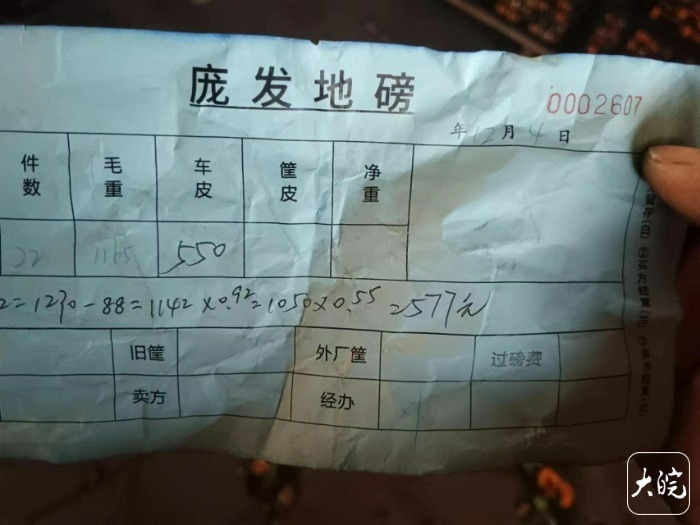 庞发地磅
0002607
年12月4日
件数 毛重 车皮 筐皮 净重
22 1165 550
2=1230-88=1142×0.92=1050×0.55=577元
旧筐 外厂筐 过磅费
卖方 经办
大皖